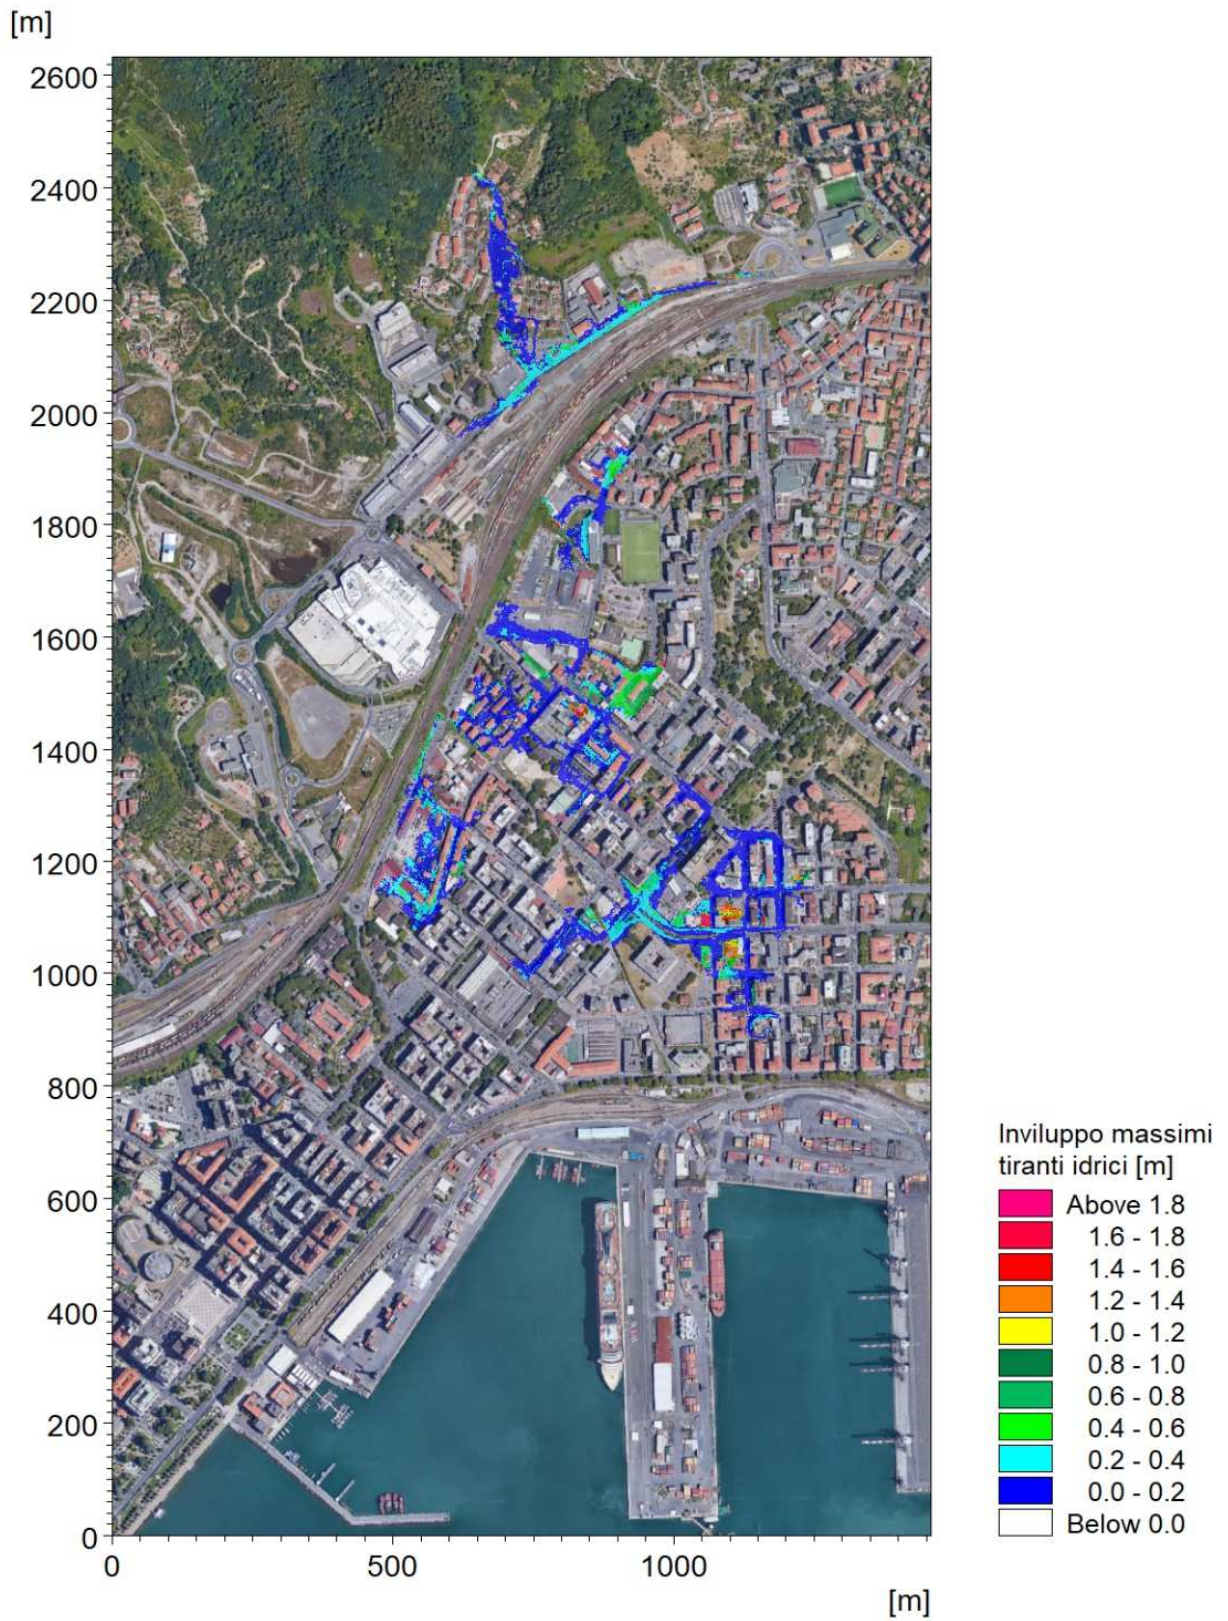 [m]
2600
2400
2200
2000
1800
1600
1400
1200
1000
800
600
400
200
0
0 500 1000
[m]
Inviluppo massimi
tiranti idrici [m]
Above 1.8
1.6 - 1.8
1.4 - 1.6
1.2 - 1.4
1.0 - 1.2
0.8 - 1.0
0.6 - 0.8
0.4 - 0.6
0.2 - 0.4
0.0 - 0.2
Below 0.0